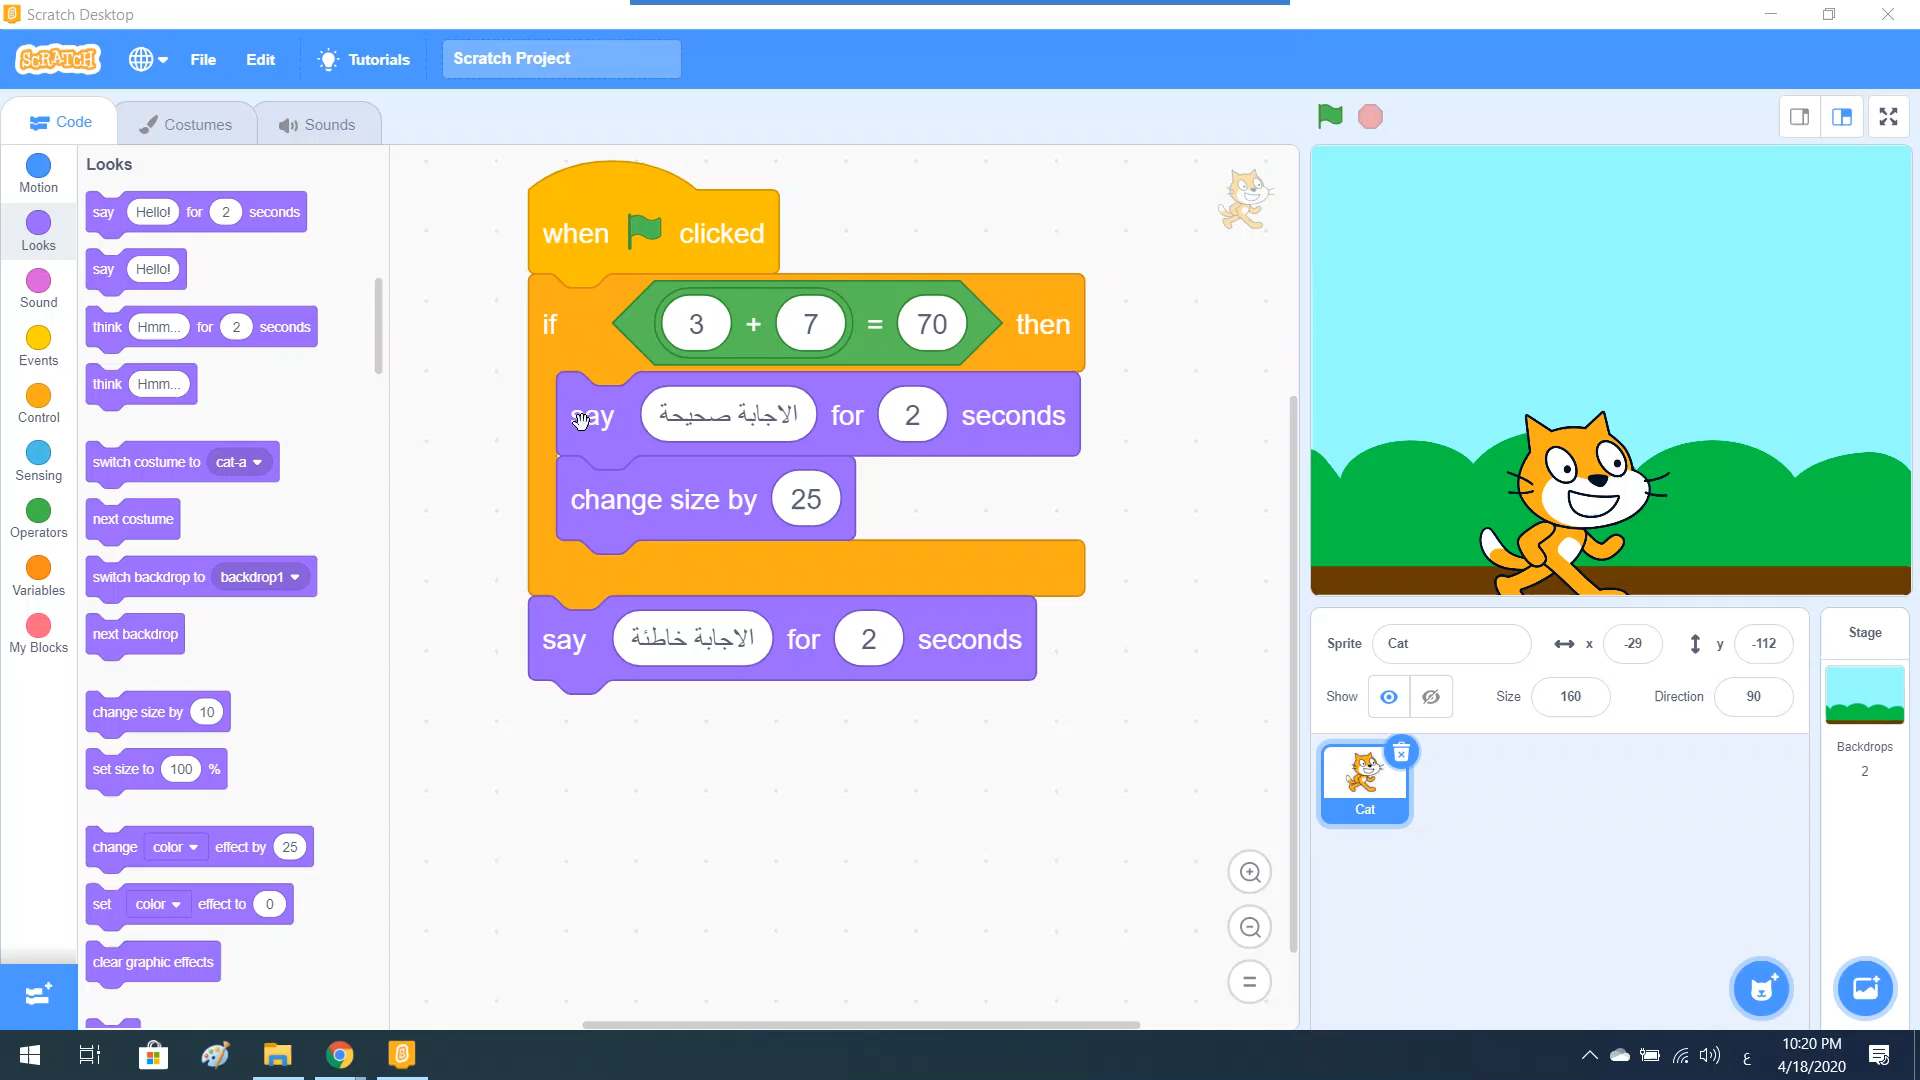 Scratch Desktop
SCRATCH
File
Edit
Tutorials
Scratch Project
Code
Costumes
Sounds
Motion
Looks
Sound
Events
Control
Sensing
Operators
Variables
My Blocks
Looks
say Hello! for 2 seconds
say Hello!
think Hmm... for 2 seconds
think Hmm...
switch costume to cat-a
next costume
switch backdrop to backdrop1
next backdrop
change size by 10
set size to 100 %
change color effect by 25
set color effect to 0
clear graphic effects
when clicked
if 3 + 7 = 70 then
say الاجابة صحيحة for 2 seconds
change size by 25
say الاجابة خاطئة for 2 seconds
Sprite Cat x -29 y -112
Show Size 160 Direction 90
Cat
Stage
Backdrops
2
ع
10:20 PM
4/18/2020